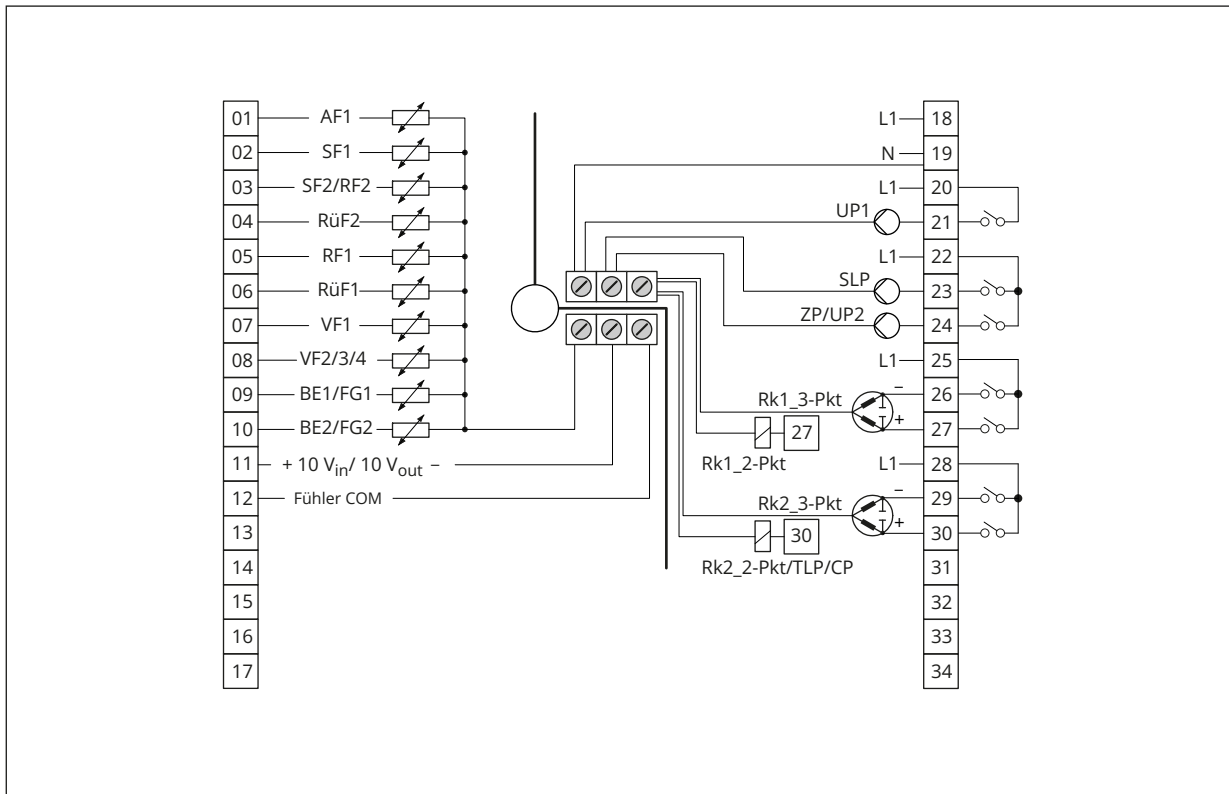 01 AF1
02 SF1
03 SF2/RF2
04 RüF2
05 RF1
06 RüF1
07 VF1
08 VF2/3/4
09 BE1/FG1
10 BE2/FG2
11 + 10 Vin/ 10 Vout −
12 Fühler COM
13
14
15
16
17
L1 18
N 19
L1 20
UP1 21
L1 22
SLP 23
ZP/UP2 24
L1 25
Rk1_3-Pkt − 26
+ 27
27
Rk1_2-Pkt
L1 28
Rk2_3-Pkt − 29
+ 30
30
Rk2_2-Pkt/TLP/CP
31
32
33
34